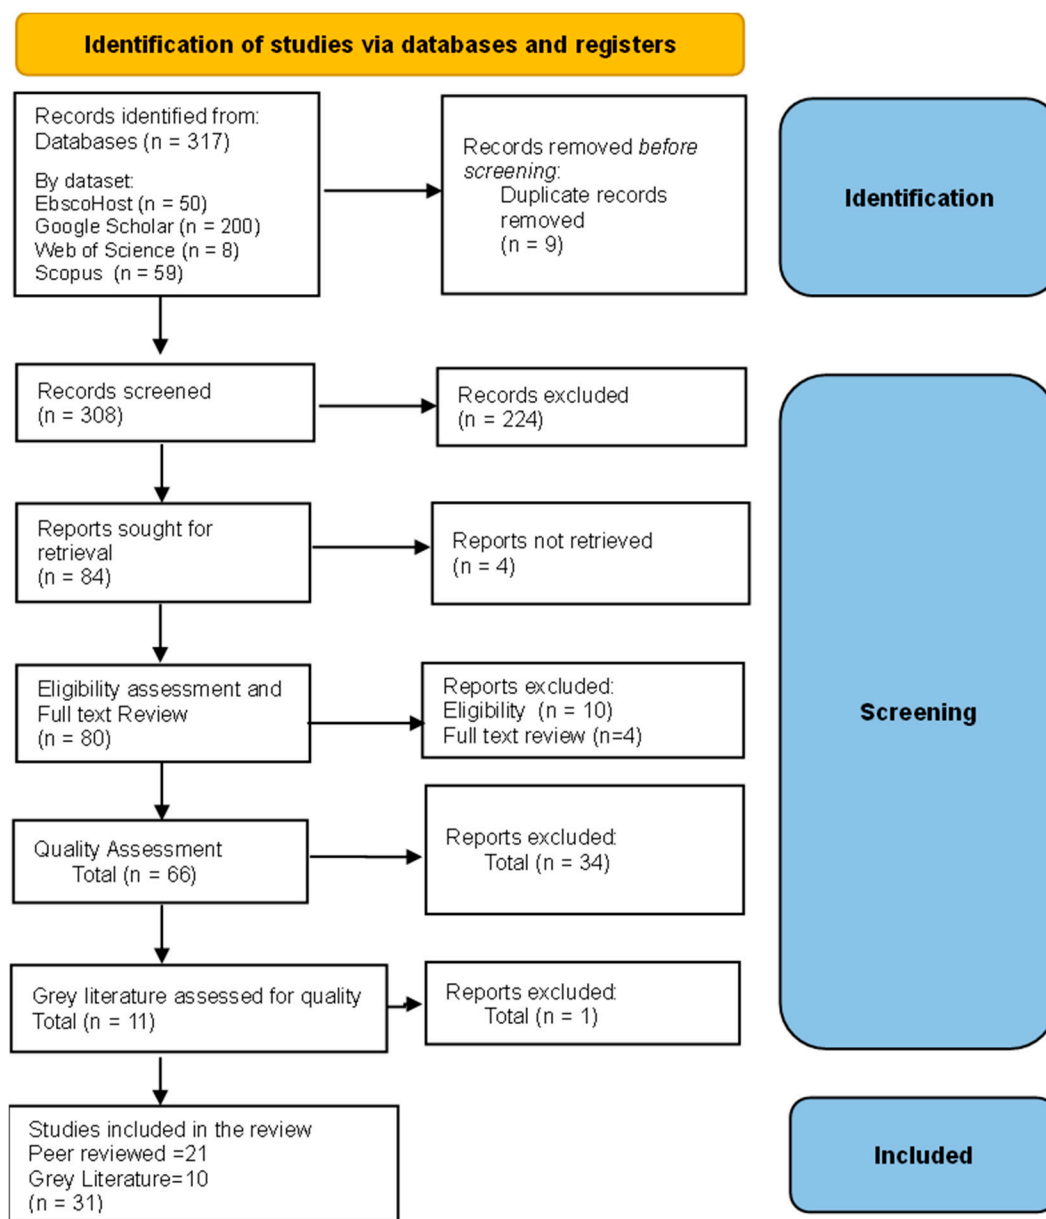 Identification of studies via databases and registers
Records identified from:
Databases (n = 317)
By dataset:
EbscoHost (n = 50)
Google Scholar (n = 200)
Web of Science (n = 8)
Scopus (n = 59)
Records removed before
screening:
Duplicate records
removed
(n = 9)
Identification
Records screened
(n = 308)
Records excluded
(n = 224)
Reports sought for
retrieval
(n = 84)
Reports not retrieved
(n = 4)
Eligibility assessment and
Full text Review
(n = 80)
Reports excluded:
Eligibility (n = 10)
Full text review (n=4)
Screening
Quality Assessment
Total (n = 66)
Reports excluded:
Total (n = 34)
Grey literature assessed for quality
Total (n = 11)
Reports excluded:
Total (n = 1)
Studies included in the review
Peer reviewed =21
Grey Literature=10
(n = 31)
Included